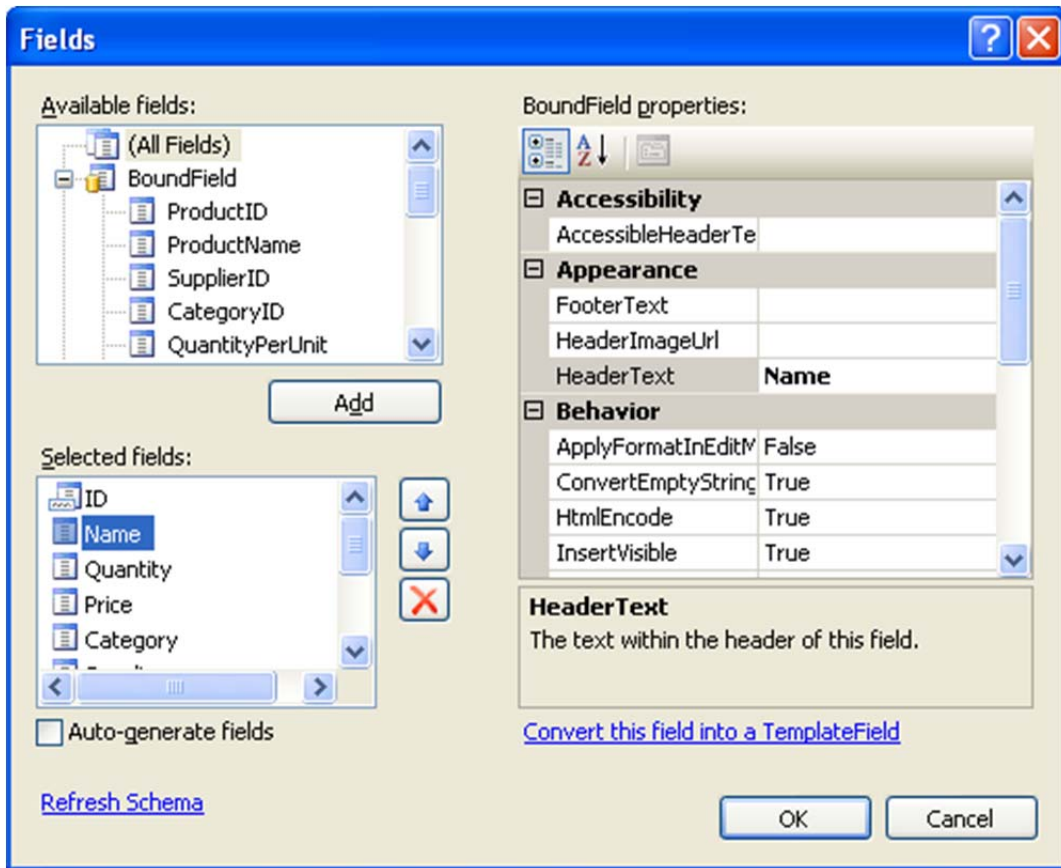 Fields
Available fields:
(All Fields)
BoundField
ProductID
ProductName
SupplierID
CategoryID
QuantityPerUnit
Add
Selected fields:
ID
Name
Quantity
Price
Category
Auto-generate fields
Refresh Schema
BoundField properties:
Accessibility
AccessibleHeaderTe
Appearance
FooterText
HeaderImageUrl
HeaderText Name
Behavior
ApplyFormatInEditM False
ConvertEmptyString True
HtmlEncode True
InsertVisible True
HeaderText
The text within the header of this field.
Convert this field into a TemplateField
OK Cancel